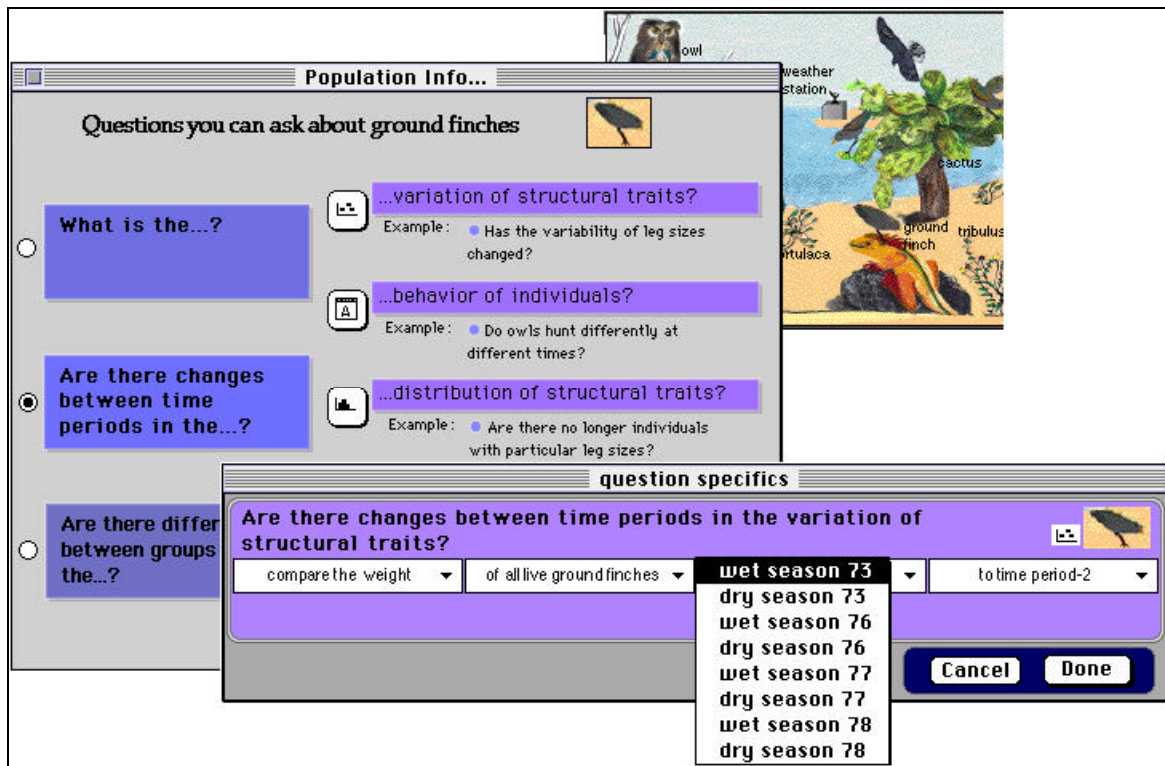 owl
weather
station
cactus
ground
finch
tribulus
rtulaca
Population Info...
Questions you can ask about ground finches
What is the...?
Are there changes
between time
periods in the...?
Are there differ
between groups
the...?
...variation of structural traits?
Example: Has the variability of leg sizes
changed?
A
...behavior of individuals?
Example: Do owls hunt differently at
different times?
...distribution of structural traits?
Example: Are there no longer individuals
with particular leg sizes?
question specifics
Are there changes between time periods in the variation of
structural traits?
compare the weight
of all live ground finches
wet season 73
dry season 73
wet season 76
dry season 76
wet season 77
dry season 77
wet season 78
dry season 78
to time period-2
Cancel
Done